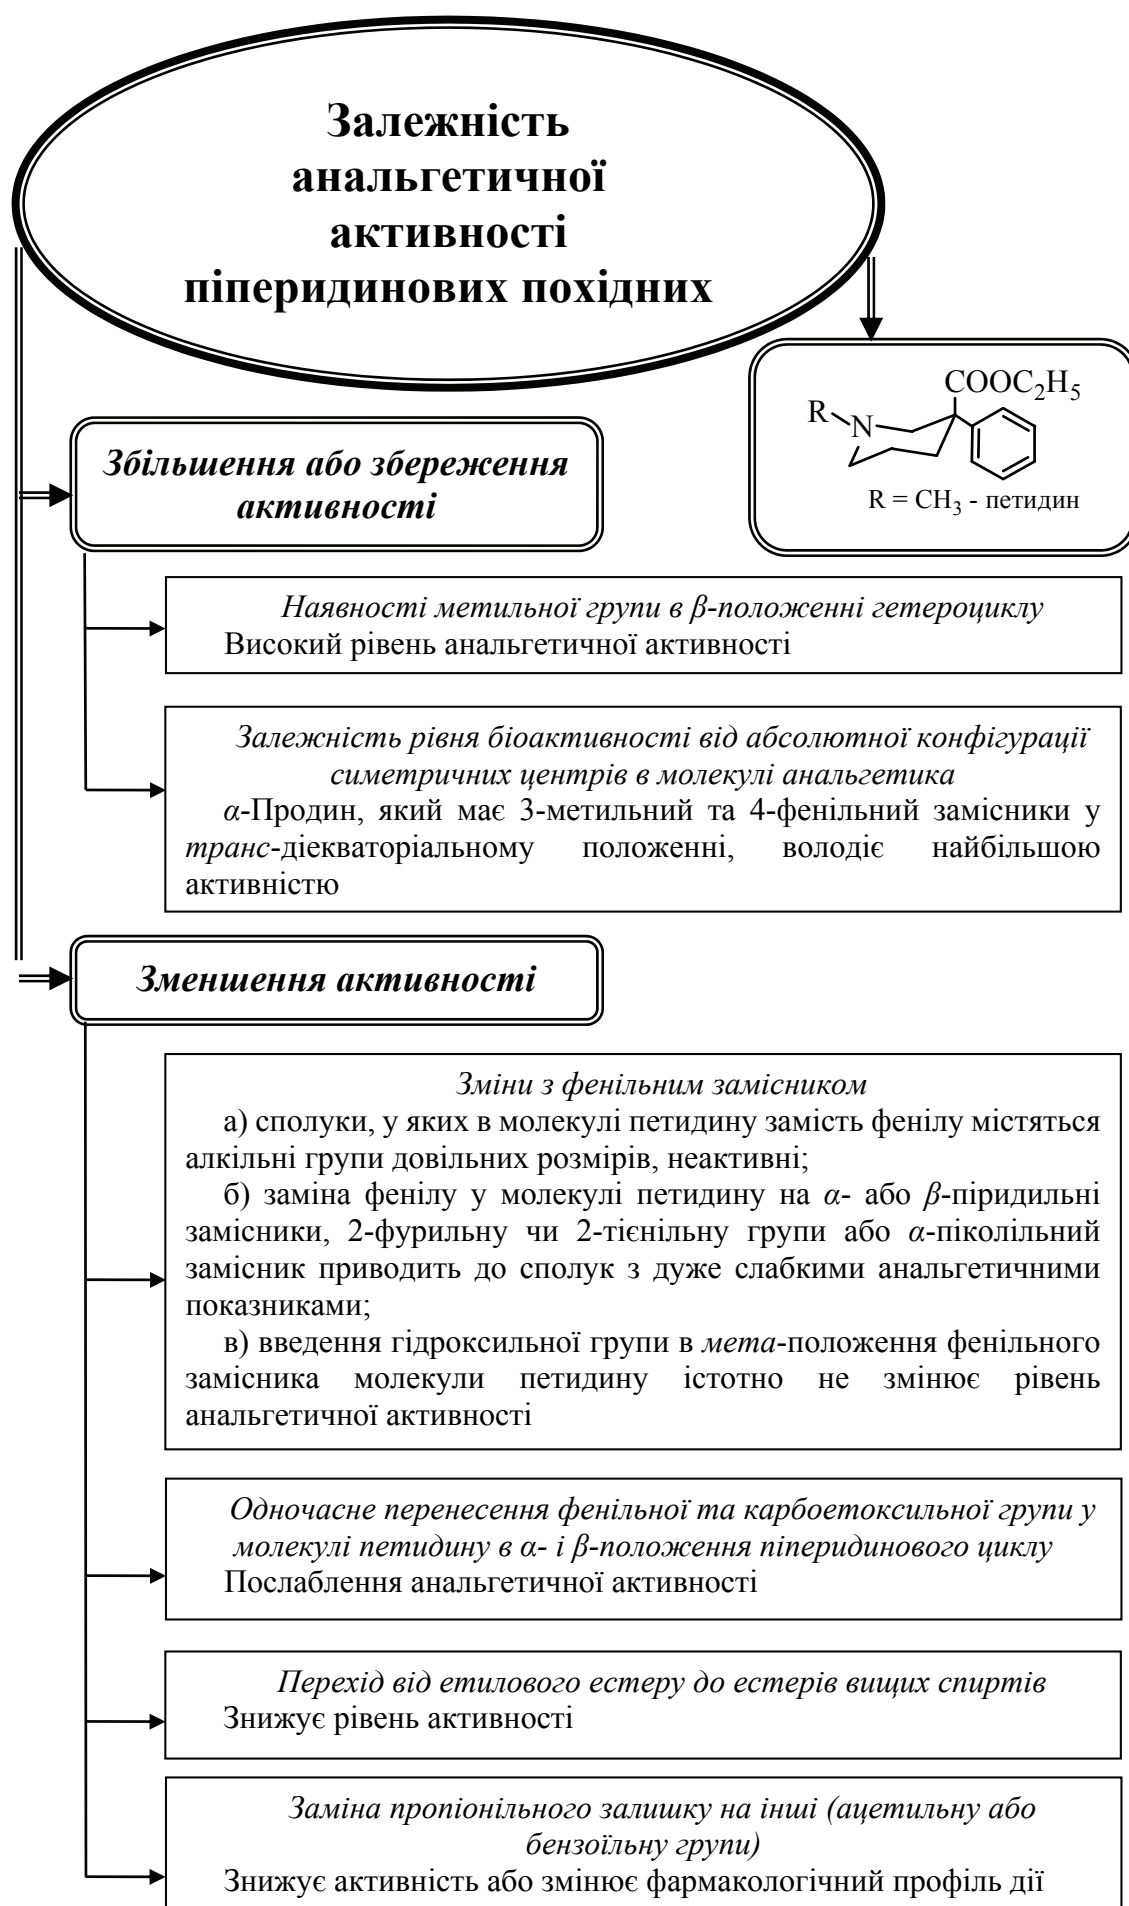 Залежність
анальгетичної
активності
піперидинових похідних
COOC₂H₅
R
N
R = CH₃ - петидин
Збільшення або збереження
активності
Наявності метильної групи в β-положенні гетероциклу
Високий рівень анальгетичної активності
Залежність рівня біоактивності від абсолютної конфігурації
симетричних центрів в молекулі анальгетика
α-Продин, який має 3-метильний та 4-фенільний замісники у
транс-діекваторіальному положенні, володіє найбільшою
активністю
Зменшення активності
Зміни з фенільним замісником
а) сполуки, у яких в молекулі петидину замість фенілу містяться
алкільні групи довільних розмірів, неактивні;
б) заміна фенілу у молекулі петидину на α- або β-піридильні
замісники, 2-фурильну чи 2-тієнільну групи або α-піколільний
замісник приводить до сполук з дуже слабкими анальгетичними
показниками;
в) введення гідроксильної групи в мета-положення фенільного
замісника молекули петидину істотно не змінює рівень
анальгетичної активності
Одночасне перенесення фенільної та карбоетоксильної групи у
молекулі петидину в α- і β-положення піперидинового циклу
Послаблення анальгетичної активності
Перехід від етилового естеру до естерів вищих спиртів
Знижує рівень активності
Заміна пропіонільного залишку на інші (ацетильну або
бензоїльну групи)
Знижує активність або змінює фармакологічний профіль дії